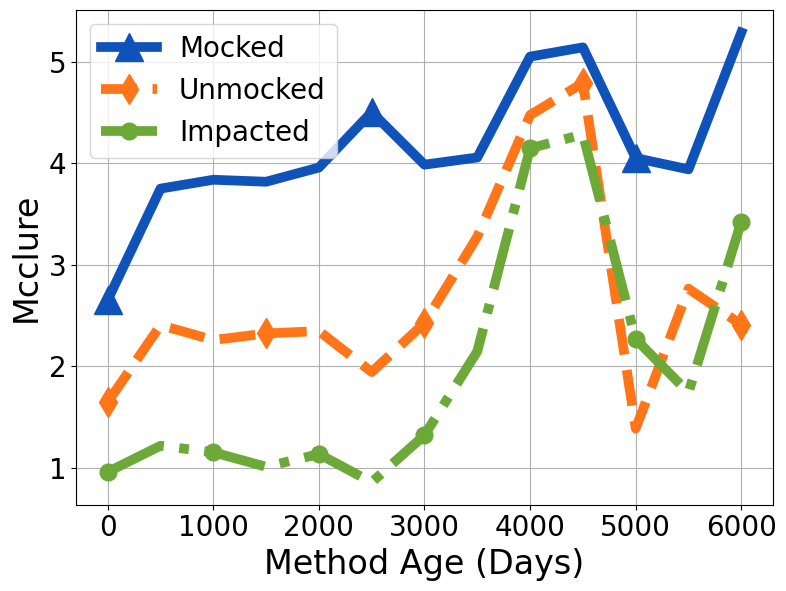 Mocked
Unmocked
Impacted
5
4
3
2
1
Mcclure
0 1000 2000 3000 4000 5000 6000
Method Age (Days)